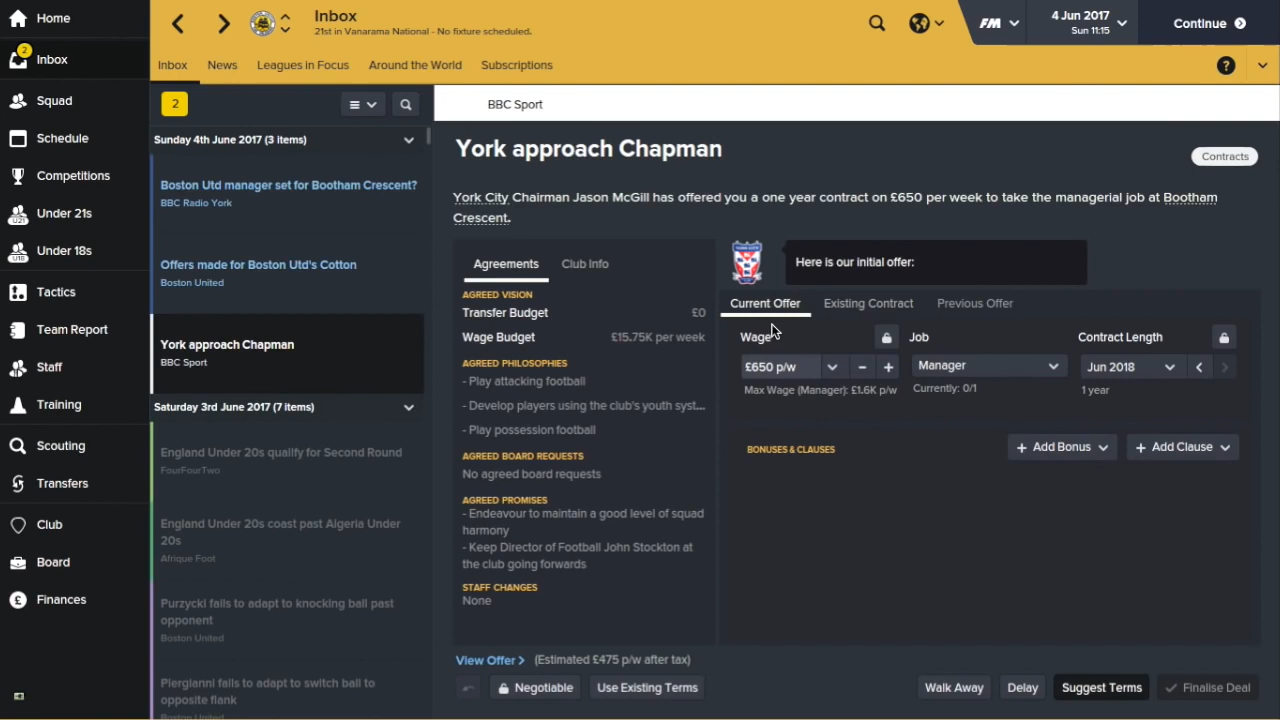 Home
2
Inbox
Squad
Schedule
Competitions
Under 21s
Under 18s
Tactics
Team Report
Staff
Training
Scouting
Transfers
Club
Board
Finances
Inbox
21st in Vanarama National - No fixture scheduled.
FM
4 Jun 2017
Sun 11:15
Continue
Inbox
News
Leagues in Focus
Around the World
Subscriptions
?
2
Sunday 4th June 2017 (3 items)
Boston Utd manager set for Bootham Crescent?
BBC Radio York
Offers made for Boston Utd's Cotton
Boston United
York approach Chapman
BBC Sport
Saturday 3rd June 2017 (7 items)
England Under 20s qualify for Second Round
FourFourTwo
England Under 20s coast past Algeria Under
20s
Afrique Foot
Purzycki fails to adapt to knocking ball past
opponent
Boston United
Piergianni fails to adapt to switch ball to
opposite flank
Boston United
BBC Sport
York approach Chapman
Contracts
York City Chairman Jason McGill has offered you a one year contract on £650 per week to take the managerial job at Bootham
Crescent.
Agreements
Club Info
AGREED VISION
Transfer Budget £0
Wage Budget £15.75K per week
AGREED PHILOSOPHIES
- Play attacking football
- Develop players using the club's youth syst...
- Play possession football
AGREED BOARD REQUESTS
No agreed board requests
AGREED PROMISES
- Endeavour to maintain a good level of squad
harmony
- Keep Director of Football John Stockton at
the club going forwards
STAFF CHANGES
None
Here is our initial offer:
Current Offer
Existing Contract
Previous Offer
Wage
Job
Contract Length
£650 p/w
Manager
Jun 2018
Max Wage (Manager): £1.6K p/w
Currently: 0/1
1 year
BONUSES & CLAUSES
+ Add Bonus
+ Add Clause
View Offer > (Estimated £475 p/w after tax)
Negotiable
Use Existing Terms
Walk Away
Delay
Suggest Terms
Finalise Deal